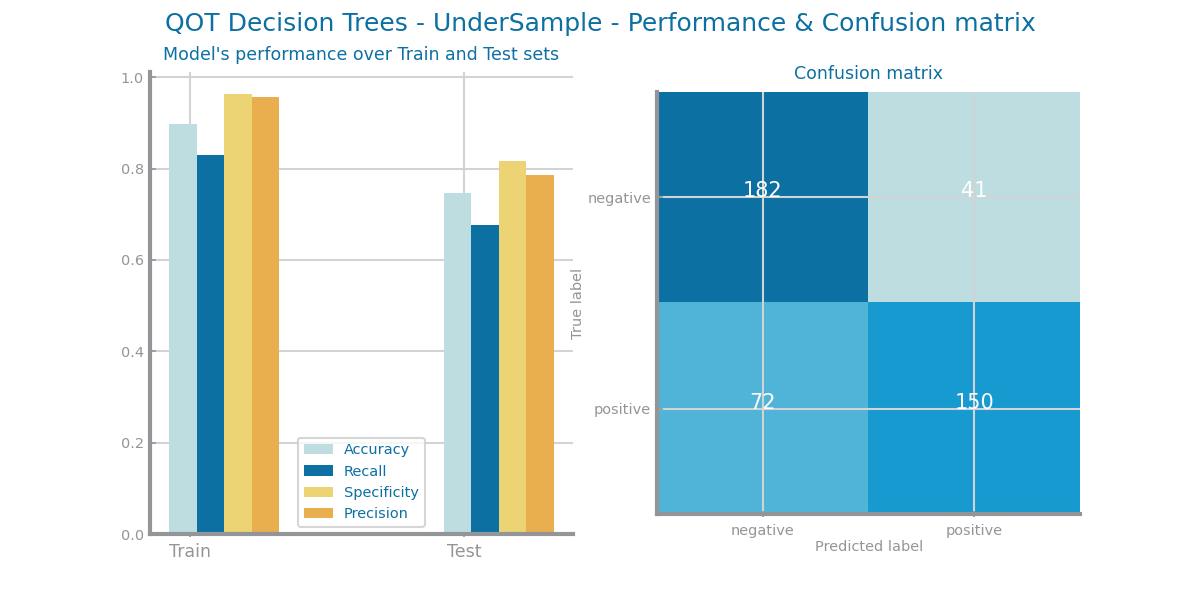 QOT Decision Trees - UnderSample - Performance & Confusion matrix
Model's performance over Train and Test sets
1.0
0.8
0.6
0.4
0.2
0.0
Train
Test
Accuracy
Recall
Specificity
Precision
Confusion matrix
True label
negative
positive
182
41
72
150
negative
positive
Predicted label